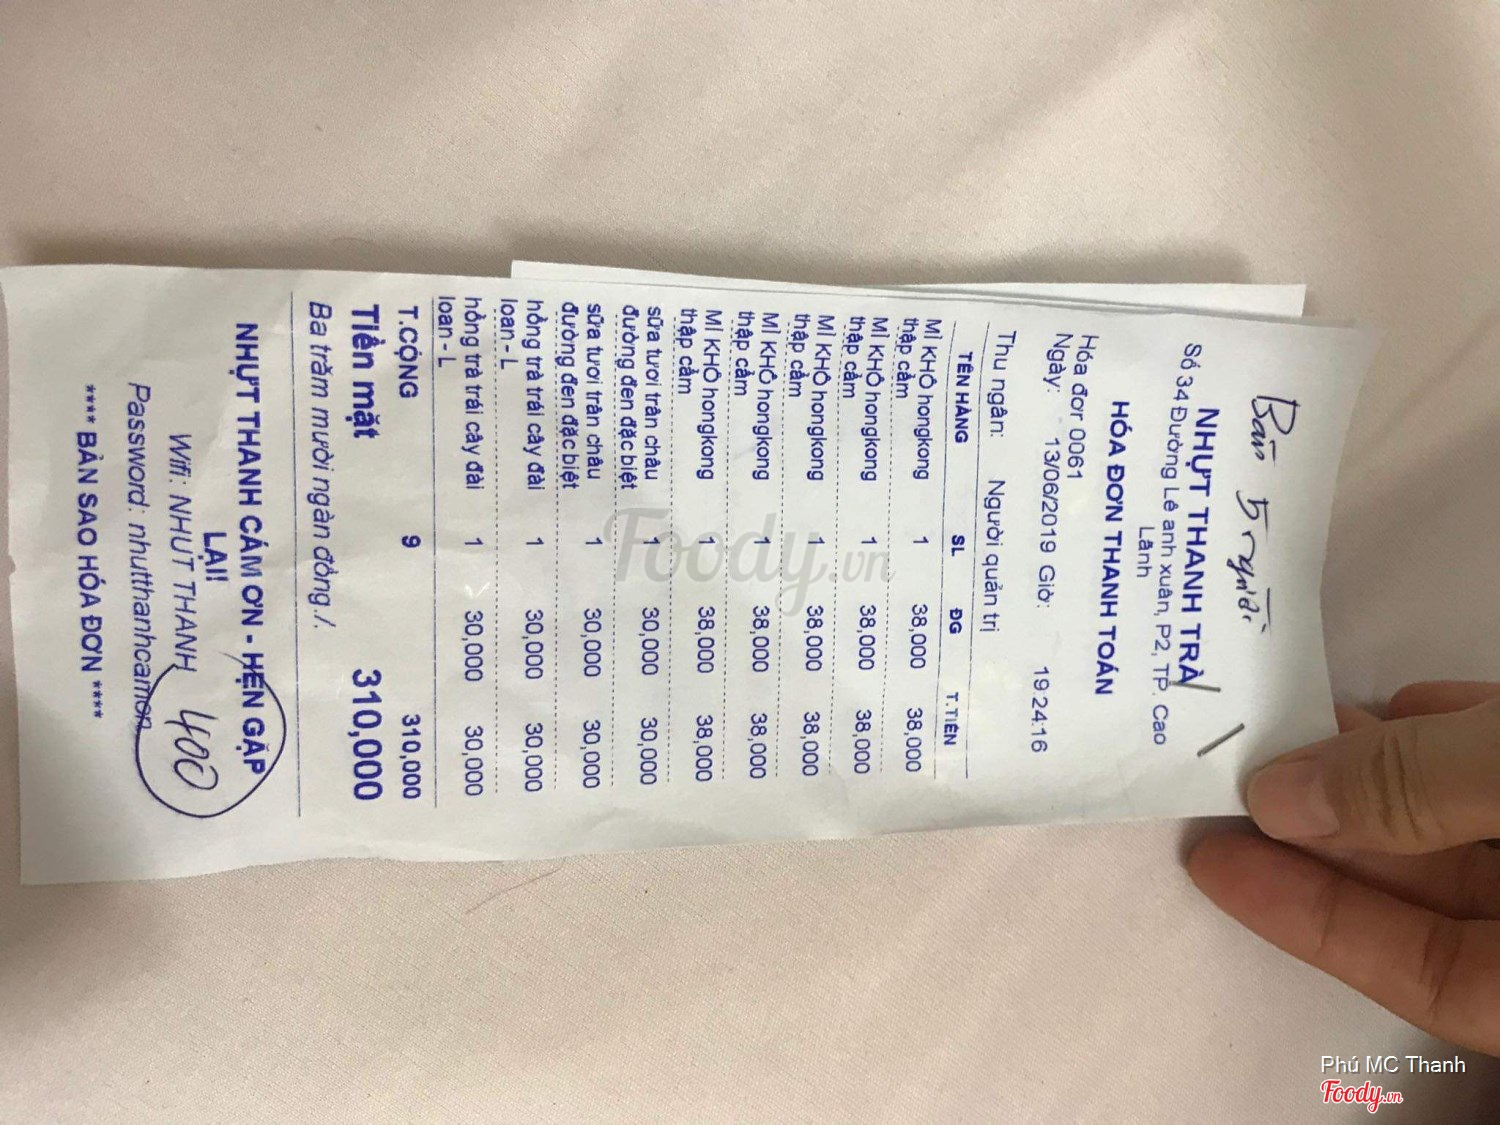 Bàn 5 người
NHỰT THANH TRÀ
Số 34 Đường Lê anh xuân, P2, TP. Cao
Lãnh
HÓA ĐƠN THANH TOÁN
Hóa đơr 0061
Ngày: 13/06/2019 Giờ: 19:24:16
Thu ngân: Người quản trị
TÊN HÀNG SL ĐG T.TIỀN
MÌ KHÔ hongkong 1 38,000 38,000
thập cẩm
MÌ KHÔ hongkong 1 38,000 38,000
thập cẩm
MÌ KHÔ hongkong 1 38,000 38,000
thập cẩm
MÌ KHÔ hongkong 1 38,000 38,000
thập cẩm
MÌ KHÔ hongkong 1 38,000 38,000
thập cẩm
sữa tươi trân châu 1 30,000 30,000
đường đen đặc biệt
sữa tươi trân châu 1 30,000 30,000
đường đen đặc biệt
hồng trà trái cây đài 1 30,000 30,000
loan - L
hồng trà trái cây đài 1 30,000 30,000
loan - L
T.CỘNG 9 310,000
Tiền mặt 310,000
Ba trăm mười ngàn đồng./.
NHỰT THANH CÁM ƠN - HẸN GẶP
LẠI!
Wifi: NHUT THANH
400
Password: nhutthanhcamon
**** BẢN SAO HÓA ĐƠN ****
Foody.vn
Phú MC Thanh
Foody.vn